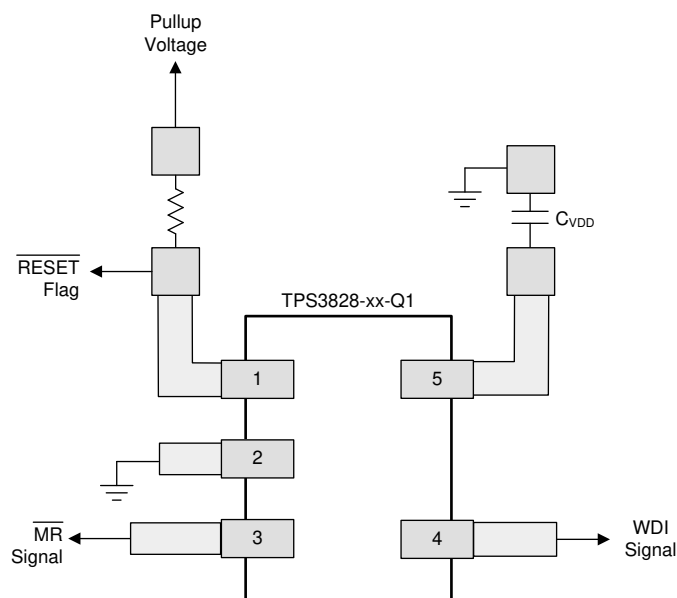 Pullup
Voltage
C_VDD
RESET
Flag
TPS3828-xx-Q1
1
5
2
MR
Signal
3
4
WDI
Signal